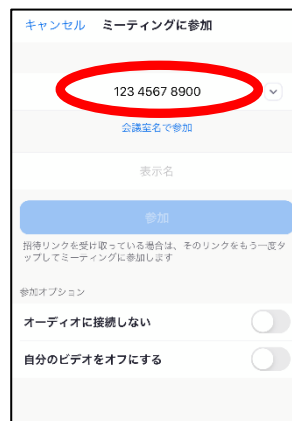 キャンセル ミーティングに参加
123 4567 8900
会議室名で参加
表示名
参加
招待リンクを受け取っている場合は、そのリンクをもう一度タ
ップしてミーティングに参加します
参加オプション
オーディオに接続しない
自分のビデオをオフにする